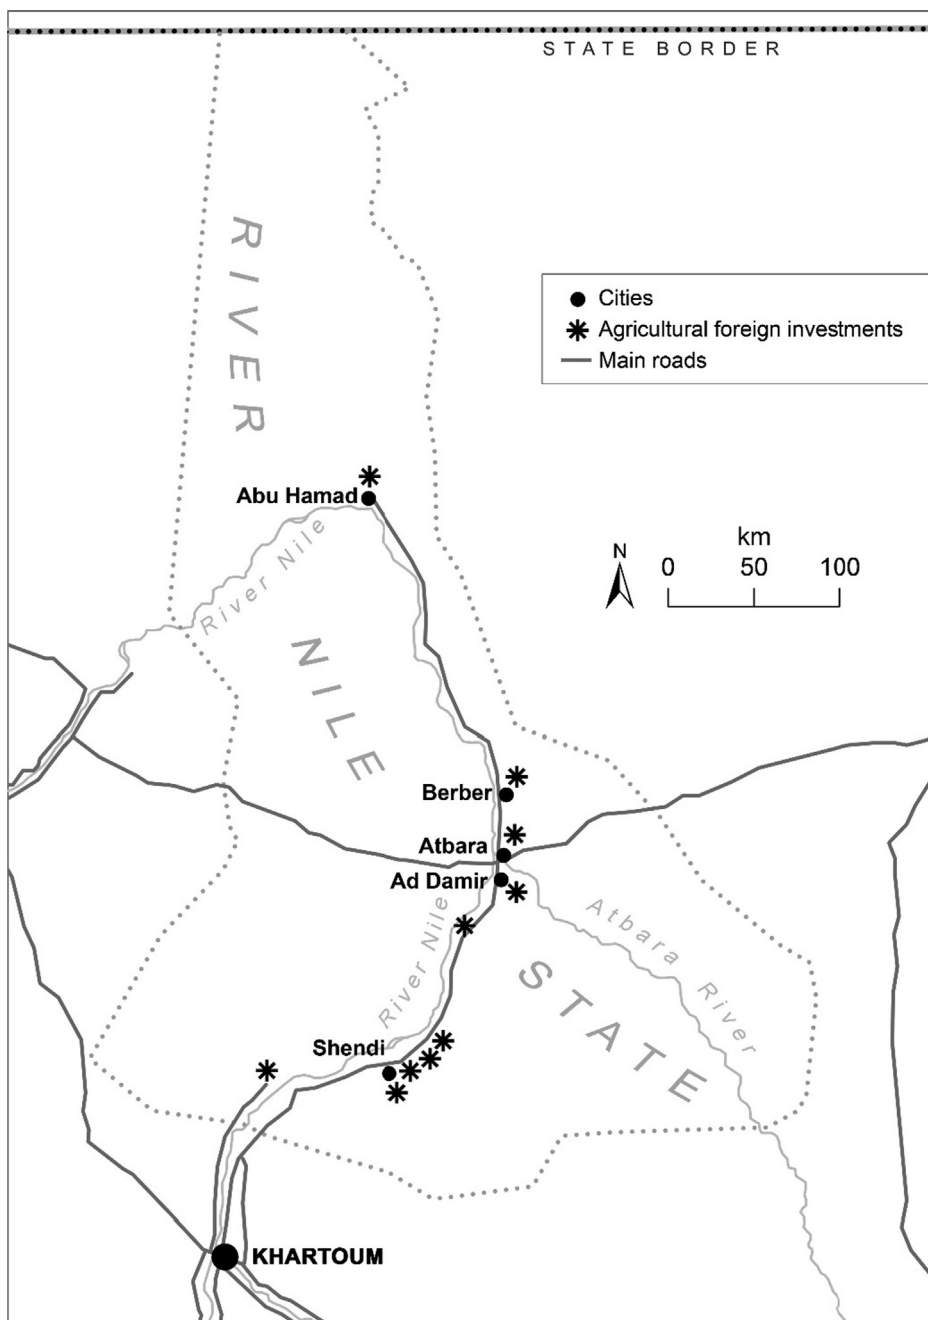 STATE BORDER
RIVER
Cities
Agricultural foreign investments
Main roads
Abu Hamad
River Nile
N
km
0 50 100
NILE
Berber
Atbara
Ad Damir
Atbara River
River Nile
STATE
Shendi
KHARTOUM